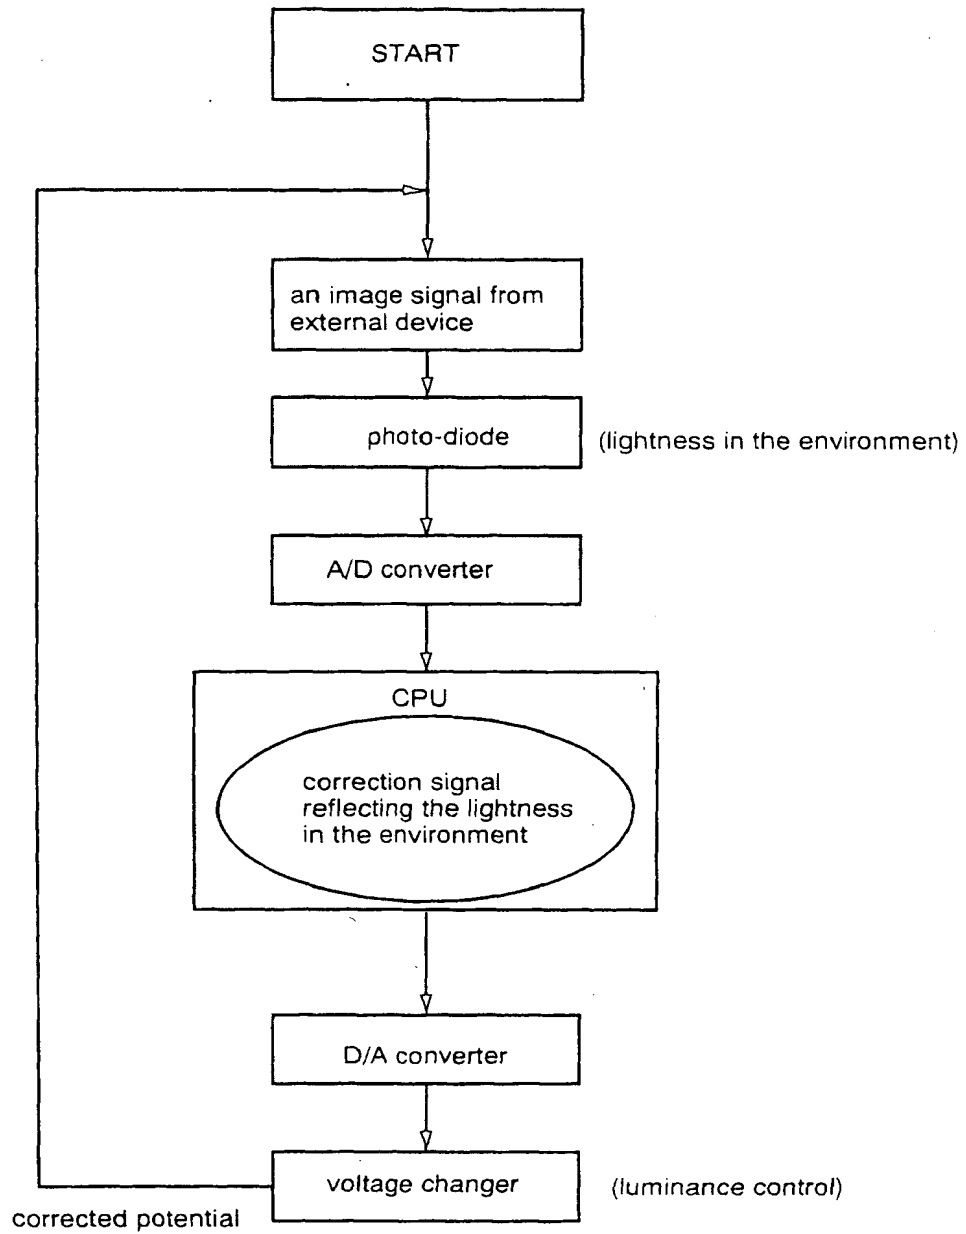 START
an image signal from
external device
photo-diode
(lightness in the environment)
A/D converter
CPU
correction signal
reflecting the lightness
in the environment
D/A converter
voltage changer
(luminance control)
corrected potential